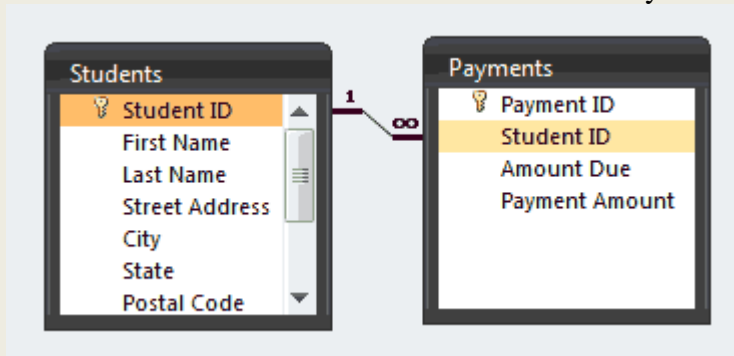 Students
Student ID
First Name
Last Name
Street Address
City
State
Postal Code
1
∞
Payments
Payment ID
Student ID
Amount Due
Payment Amount